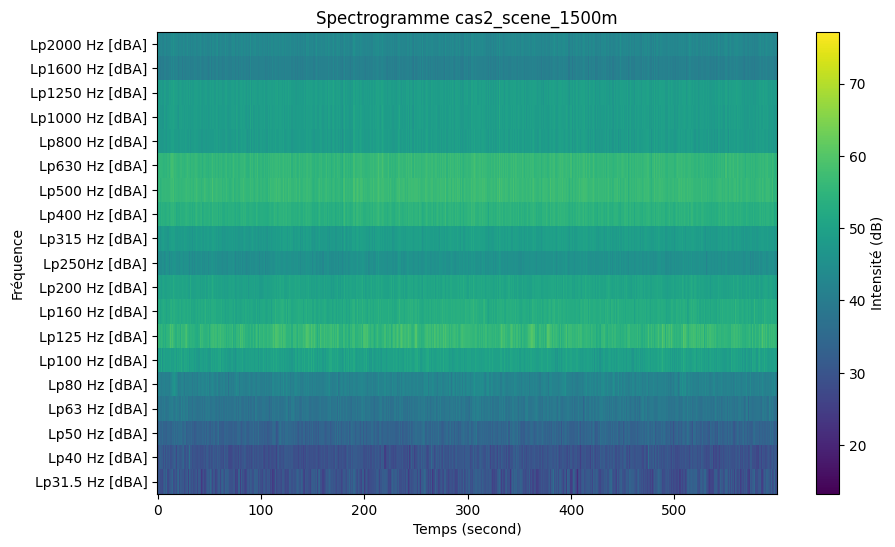 Spectrogramme cas2_scene_1500m
Fréquence
Lp2000 Hz [dBA]
Lp1600 Hz [dBA]
Lp1250 Hz [dBA]
Lp1000 Hz [dBA]
Lp800 Hz [dBA]
Lp630 Hz [dBA]
Lp500 Hz [dBA]
Lp400 Hz [dBA]
Lp315 Hz [dBA]
Lp250Hz [dBA]
Lp200 Hz [dBA]
Lp160 Hz [dBA]
Lp125 Hz [dBA]
Lp100 Hz [dBA]
Lp80 Hz [dBA]
Lp63 Hz [dBA]
Lp50 Hz [dBA]
Lp40 Hz [dBA]
Lp31.5 Hz [dBA]
0 100 200 300 400 500
Temps (second)
70
60
50
40
30
20
Intensité (dB)